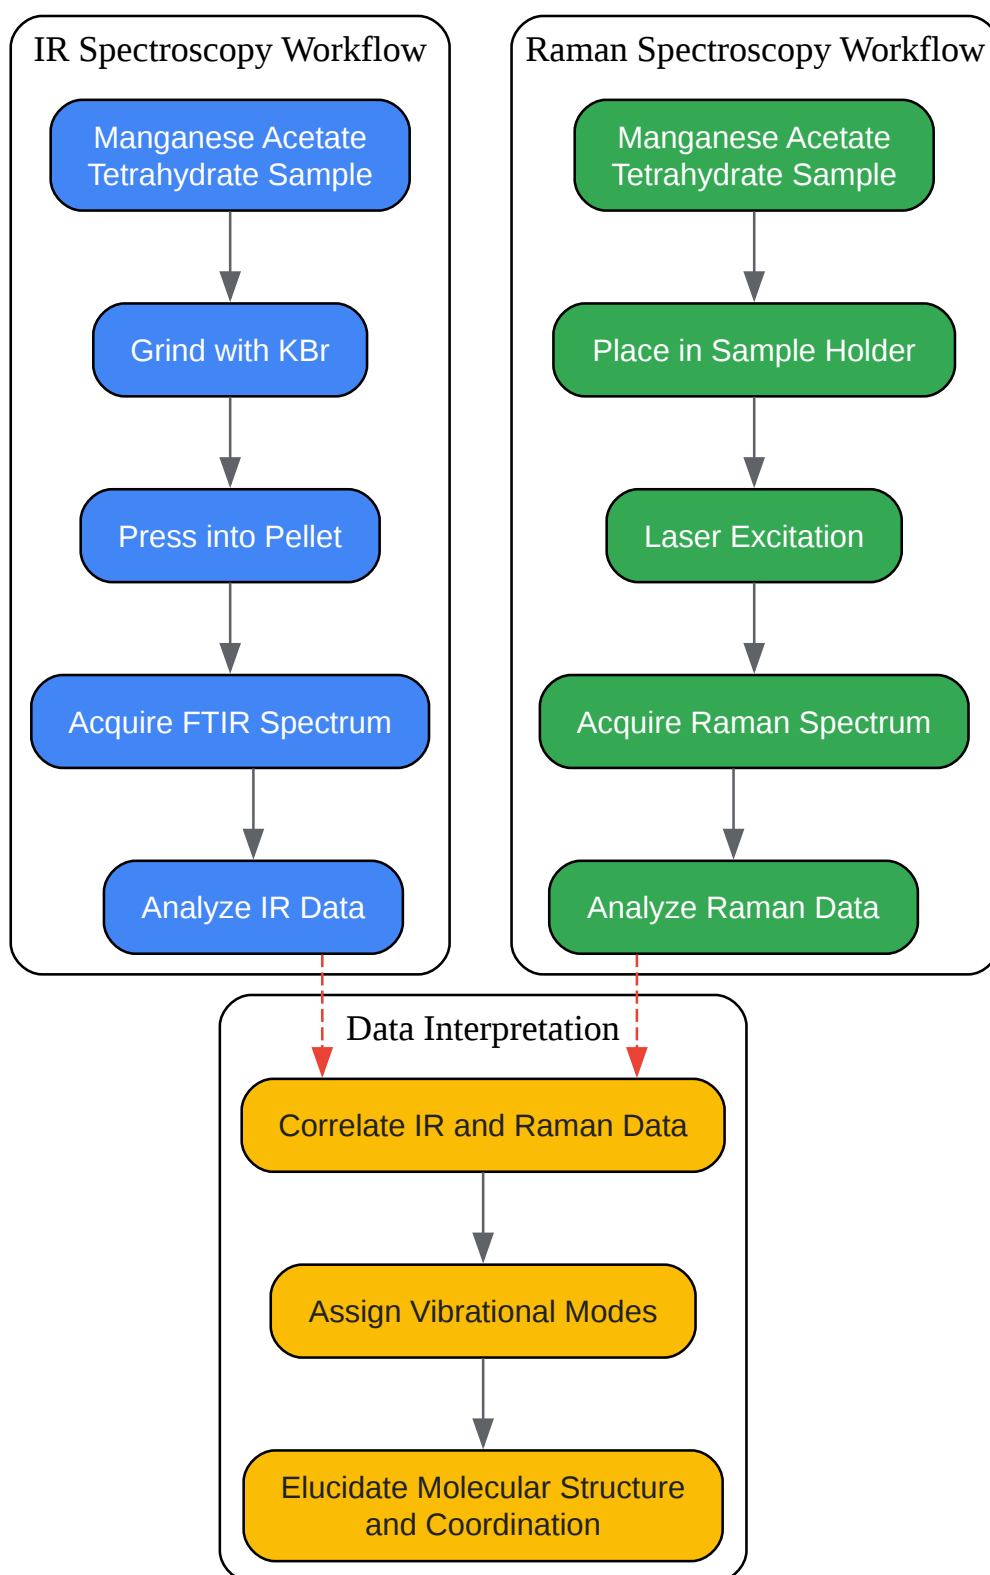 IR Spectroscopy Workflow
Manganese Acetate
Tetrahydrate Sample
Grind with KBr
Press into Pellet
Acquire FTIR Spectrum
Analyze IR Data
Raman Spectroscopy Workflow
Manganese Acetate
Tetrahydrate Sample
Place in Sample Holder
Laser Excitation
Acquire Raman Spectrum
Analyze Raman Data
Data Interpretation
Correlate IR and Raman Data
Assign Vibrational Modes
Elucidate Molecular Structure
and Coordination